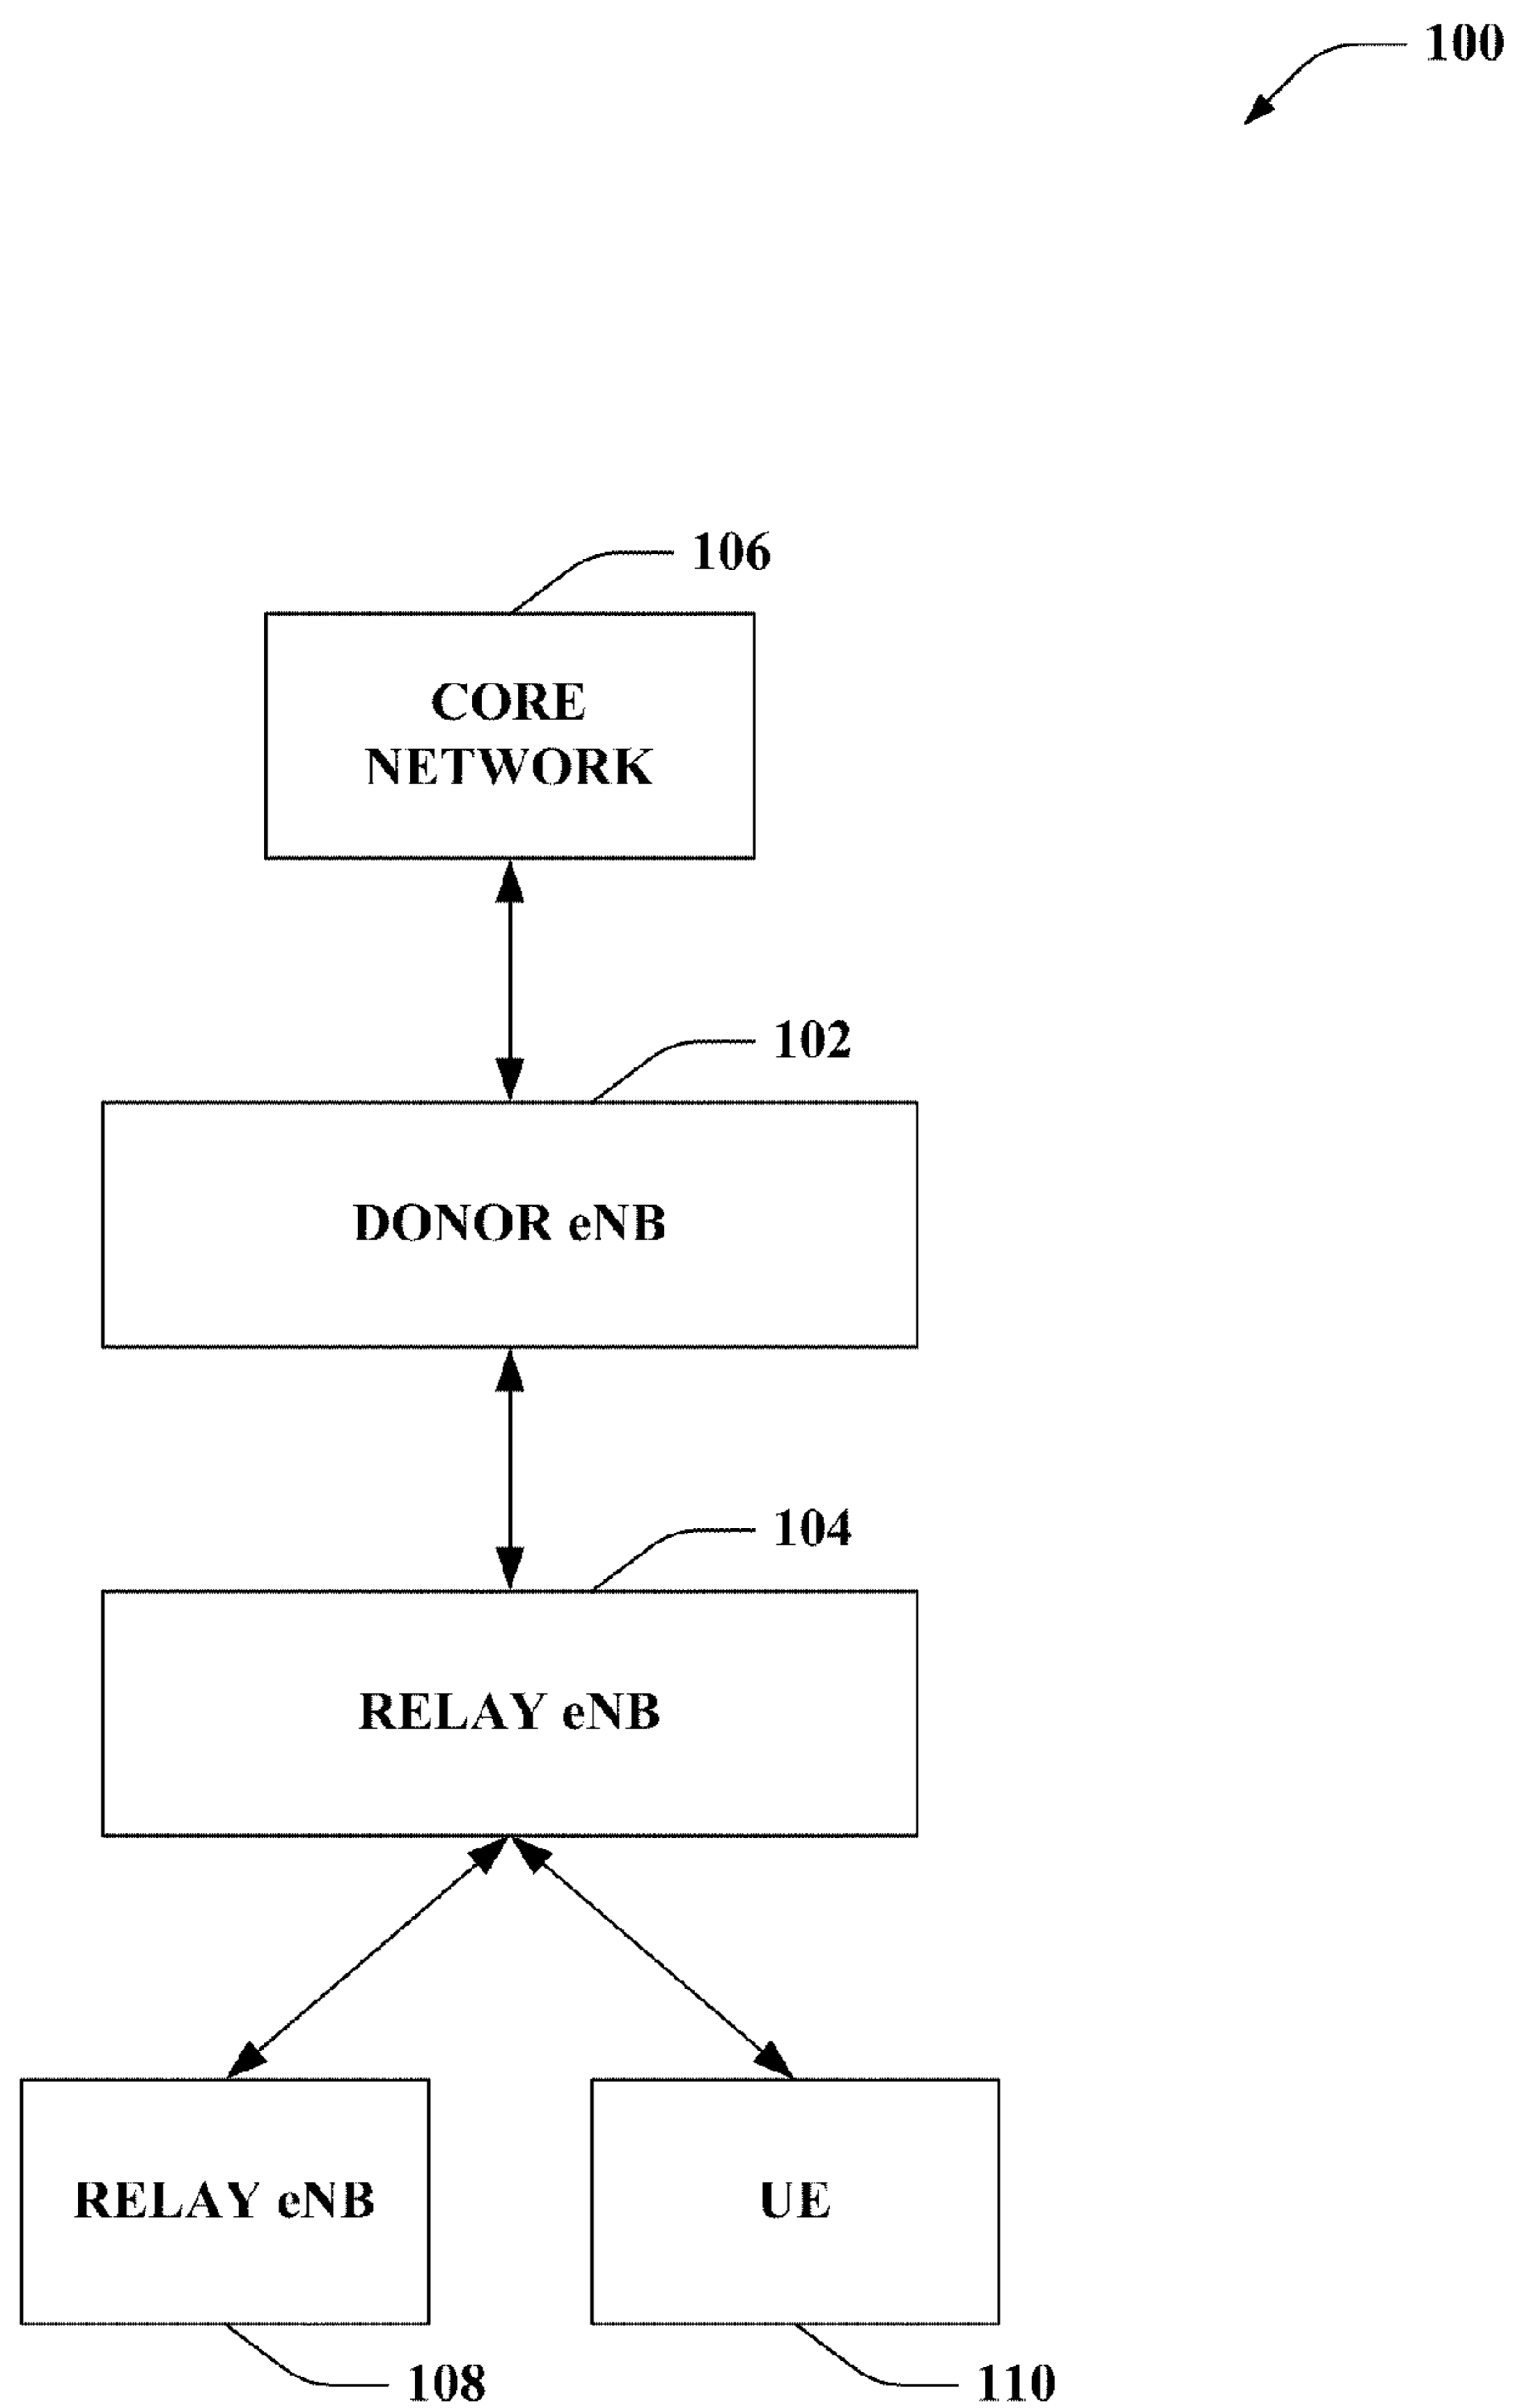 100
106
CORE
NETWORK
102
DONOR eNB
104
RELAY eNB
RELAY eNB
UE
108
110